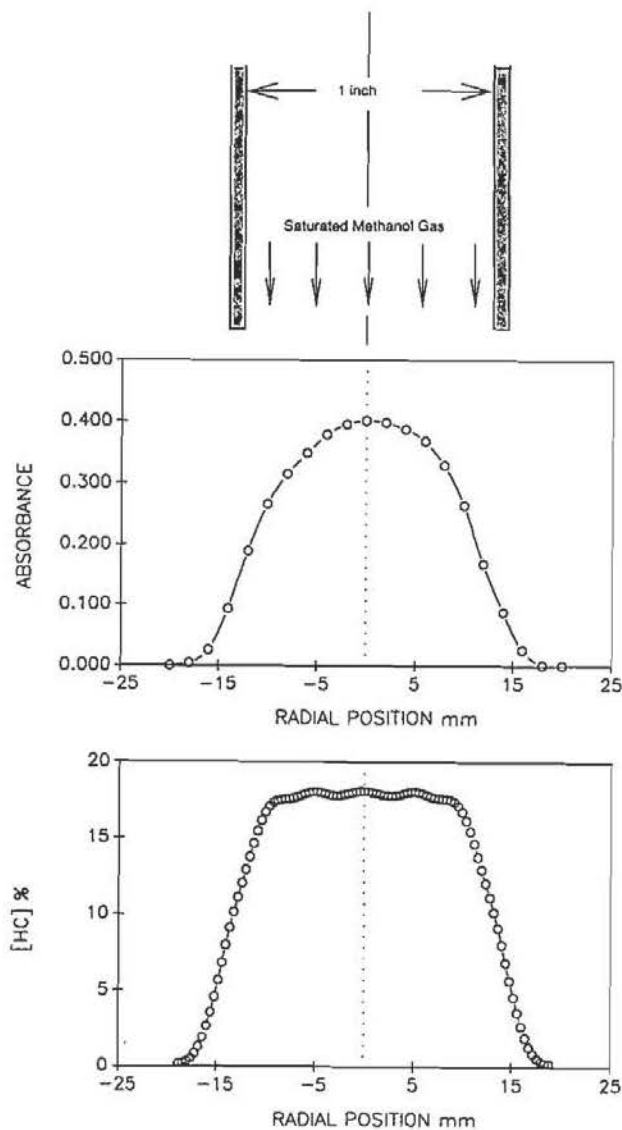 1 inch
Saturated Methanol Gas
0.500
0.400
0.300
0.200
0.100
0.000
ABSORBANCE
-25 -15 -5 5 15 25
RADIAL POSITION mm
20
15
10
5
0
[HC] %
-25 -15 -5 5 15 25
RADIAL POSITION mm